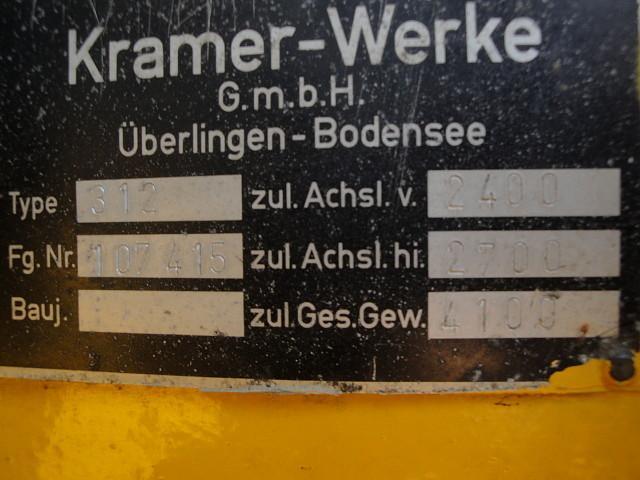 Kramer-Werke
G.m.b.H.
Überlingen-Bodensee
Type 312 zul. Achsl. v. 2400
Fg. Nr. 107415 zul. Achsl. hi. 2700
Bauj. zul. Ges. Gew. 4100